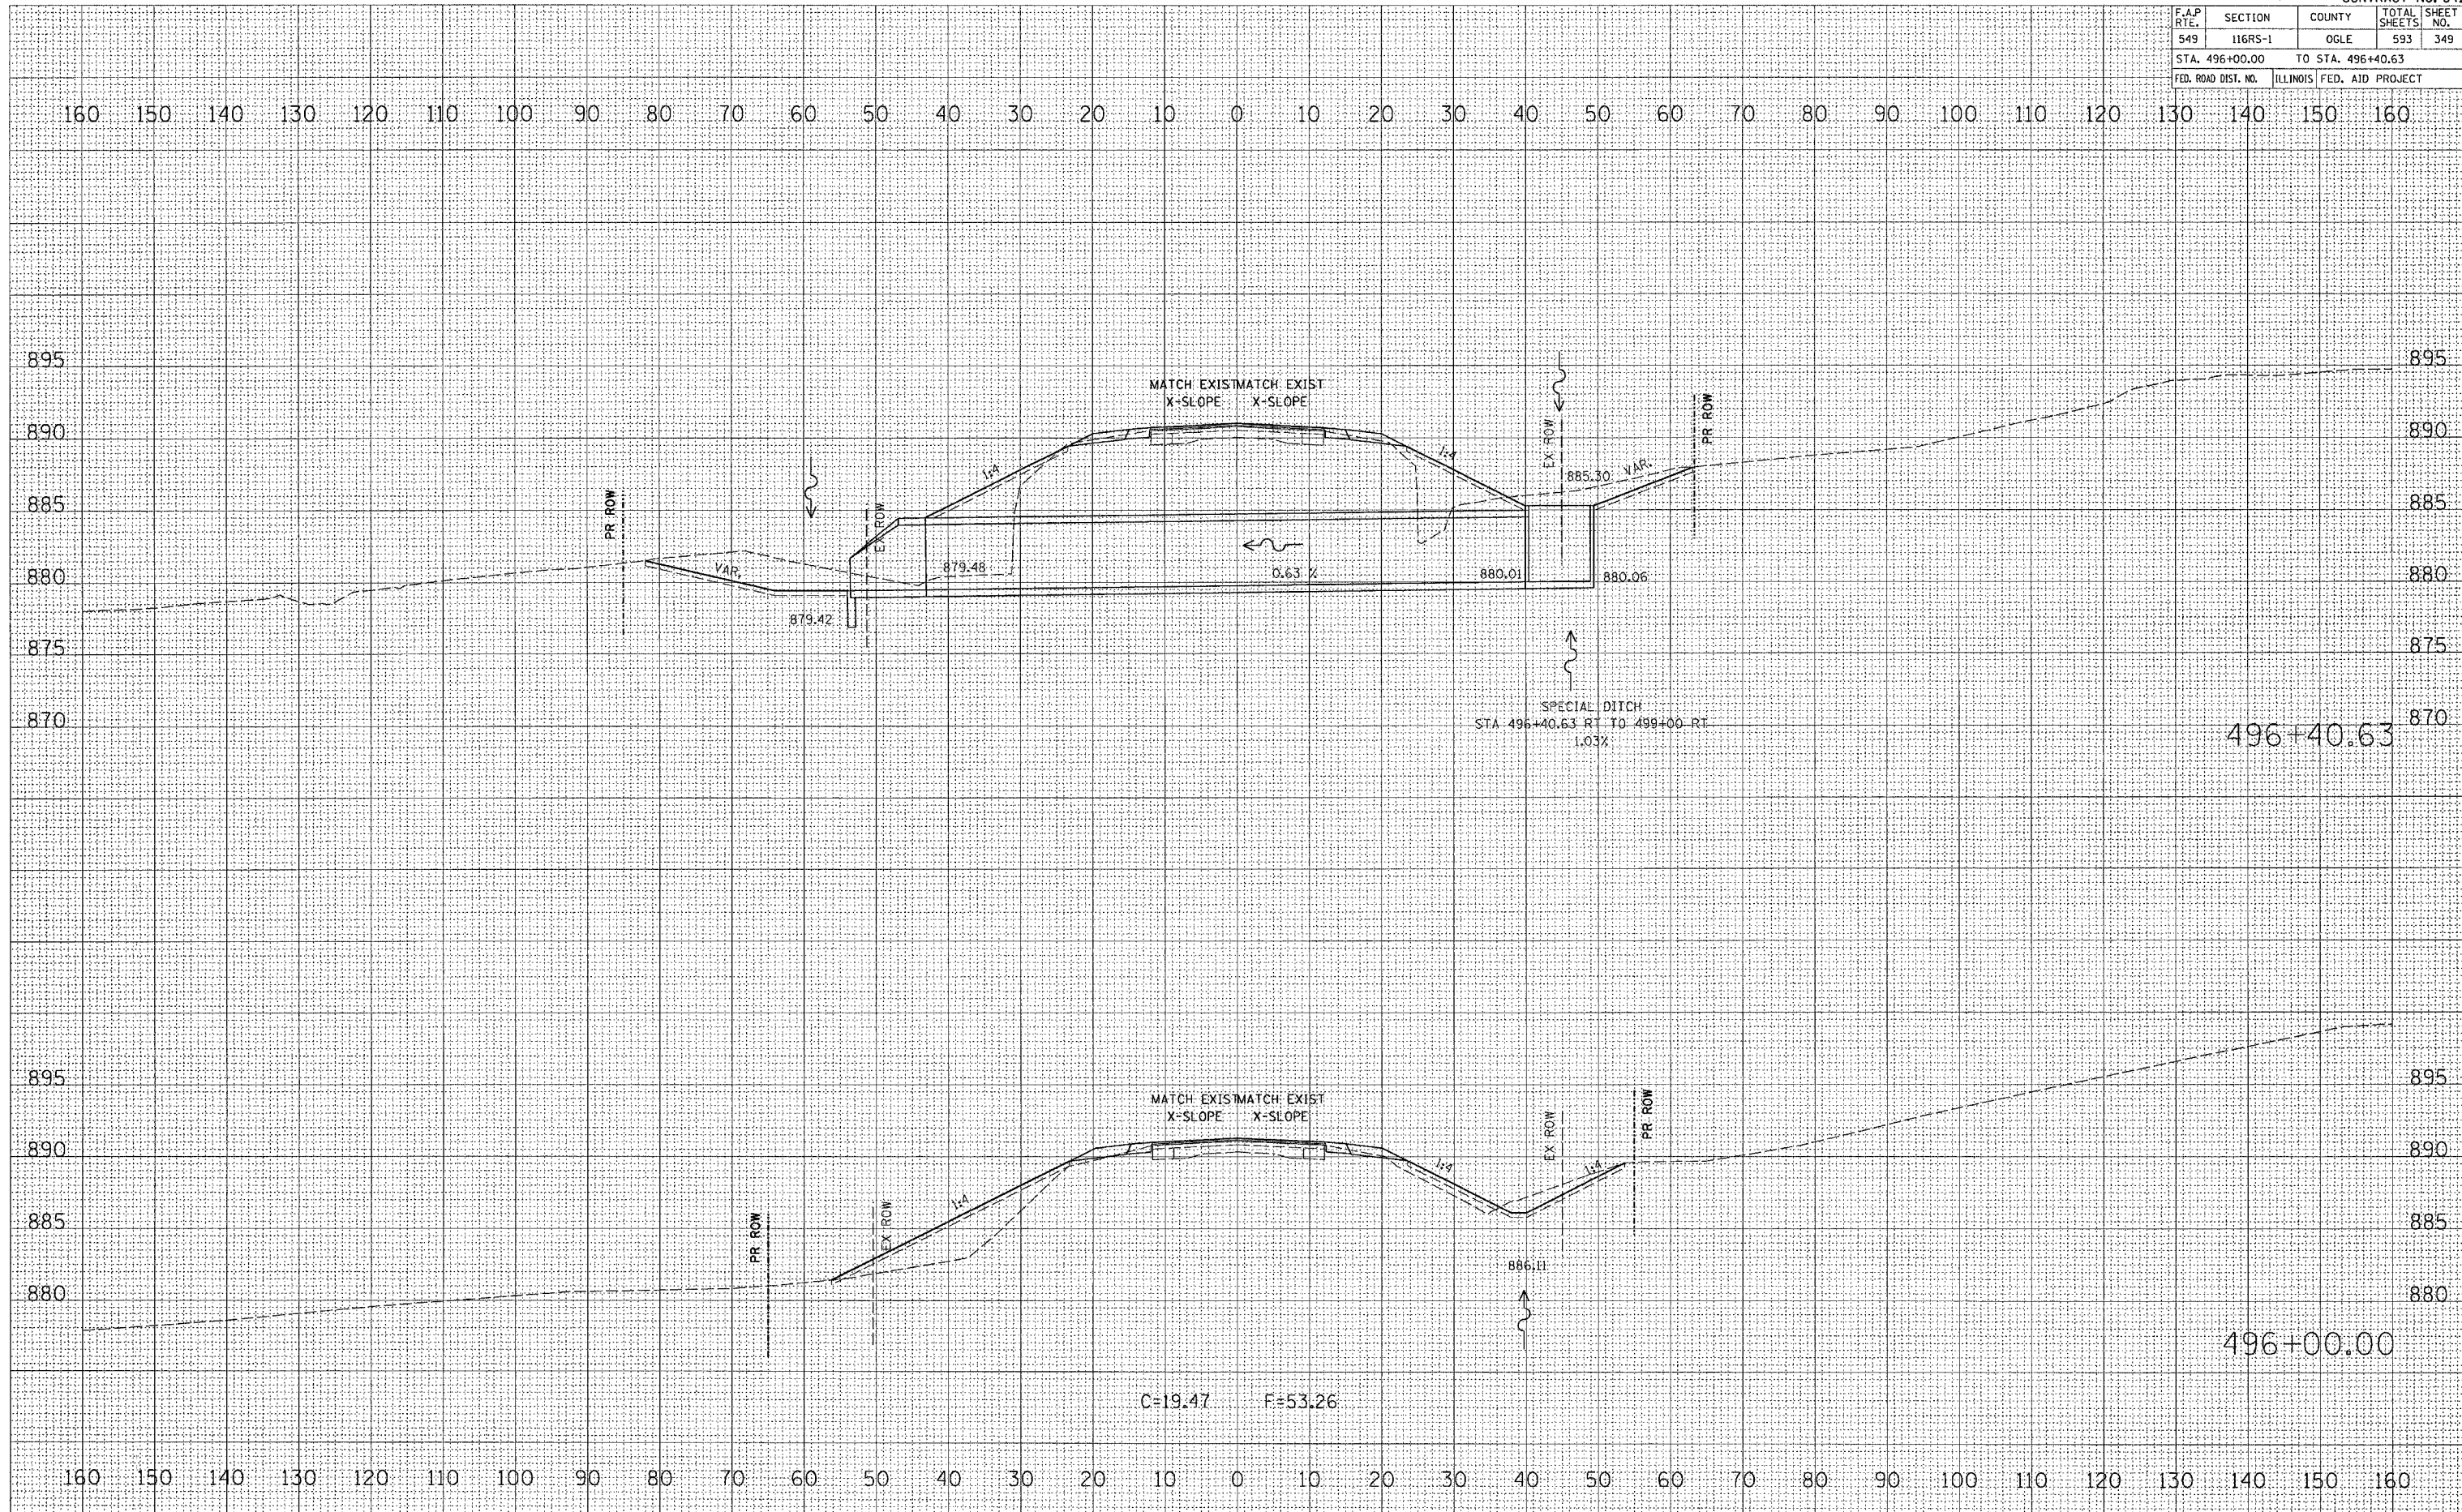 F.A.P RTE. SECTION COUNTY TOTAL SHEETS SHEET NO.
549 116RS-1 OGLE 593 349
STA. 496+00.00 TO STA. 496+40.63
FED. ROAD DIST. NO. ILLINOIS FED. AID PROJECT
160 150 140 130 120 110 100 90 80 70 60 50 40 30 20 10 0 10 20 30 40 50 60 70 80 90 100 110 120 130 140 150 160
895 895
MATCH EXIST MATCH EXIST
X-SLOPE X-SLOPE
PR ROW
890 890
EX ROW
1:4 1:4
885.30 VAR.
885 885
PR ROW
EX ROW
VAR.
879.48
0.63 %
880.01
880.06
880 880
879.42
875 875
SPECIAL DITCH
STA 496+40.63 RT TO 499+00 RT
1.03%
870 870
496+40.63
895 895
MATCH EXIST MATCH EXIST
X-SLOPE X-SLOPE
EX ROW
PR ROW
890 890
1:4 1:4 1:4
885 885
PR ROW
EX ROW
886.11
880 880
496+00.00
C=19.47 F=53.26
160 150 140 130 120 110 100 90 80 70 60 50 40 30 20 10 0 10 20 30 40 50 60 70 80 90 100 110 120 130 140 150 160